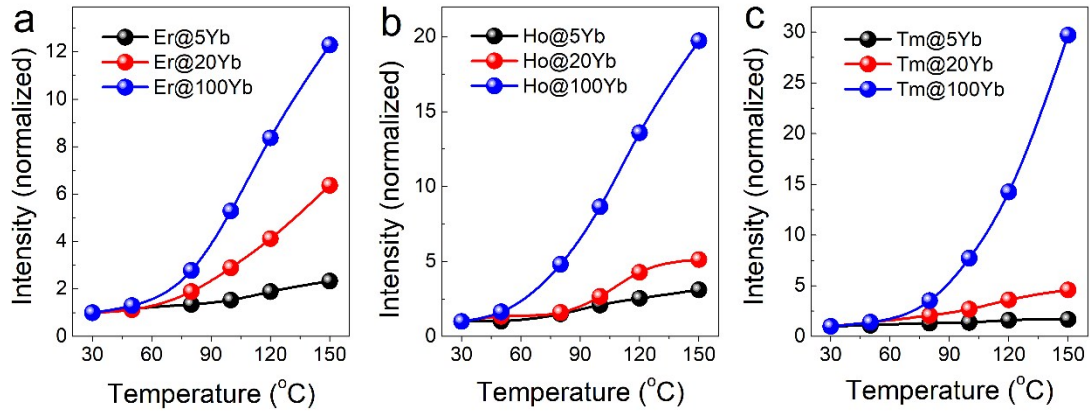 a
Er@5Yb
Er@20Yb
Er@100Yb
12
10
8
6
4
2
0
Intensity (normalized)
30 60 90 120 150
Temperature (°C)
b
Ho@5Yb
Ho@20Yb
Ho@100Yb
20
15
10
5
0
Intensity (normalized)
30 60 90 120 150
Temperature (°C)
c
Tm@5Yb
Tm@20Yb
Tm@100Yb
30
25
20
15
10
5
0
Intensity (normalized)
30 60 90 120 150
Temperature (°C)